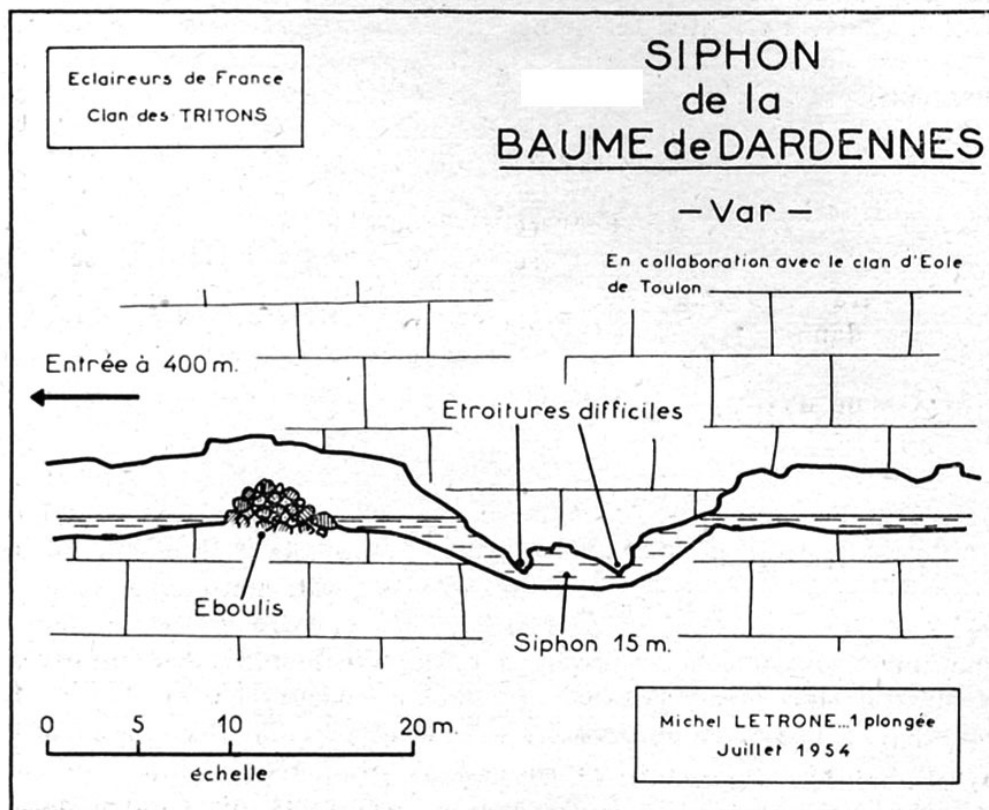 Eclaireurs de France
Clan des TRITONS
SIPHON
de la
BAUME de DARDENNES
— Var —
En collaboration avec le clan d'Eole
de Toulon
Entrée à 400 m.
Etroitures difficiles
Eboulis
Siphon 15 m.
0 5 10 20 m.
échelle
Michel LETRONE...1 plongée
Juillet 1954